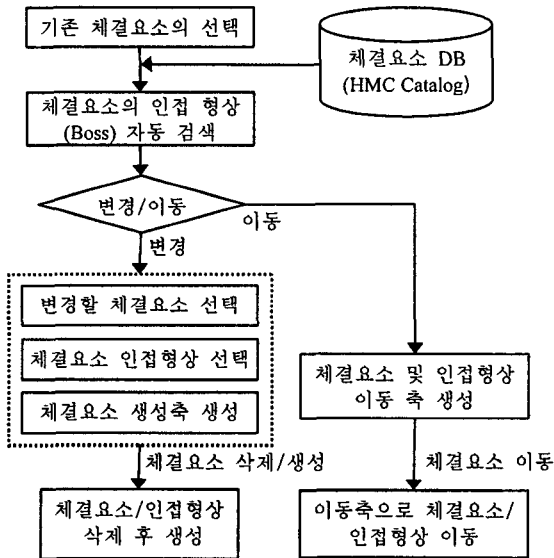 기존 체결요소의 선택
체결요소 DB
(HMC Catalog)
체결요소의 인접 형상
(Boss) 자동 검색
변경/이동
이동
변경
변경할 체결요소 선택
체결요소 인접형상 선택
체결요소 생성축 생성
체결요소 및 인접형상
이동 축 생성
체결요소 삭제/생성
체결요소 이동
체결요소/인접형상
삭제 후 생성
이동축으로 체결요소/
인접형상 이동